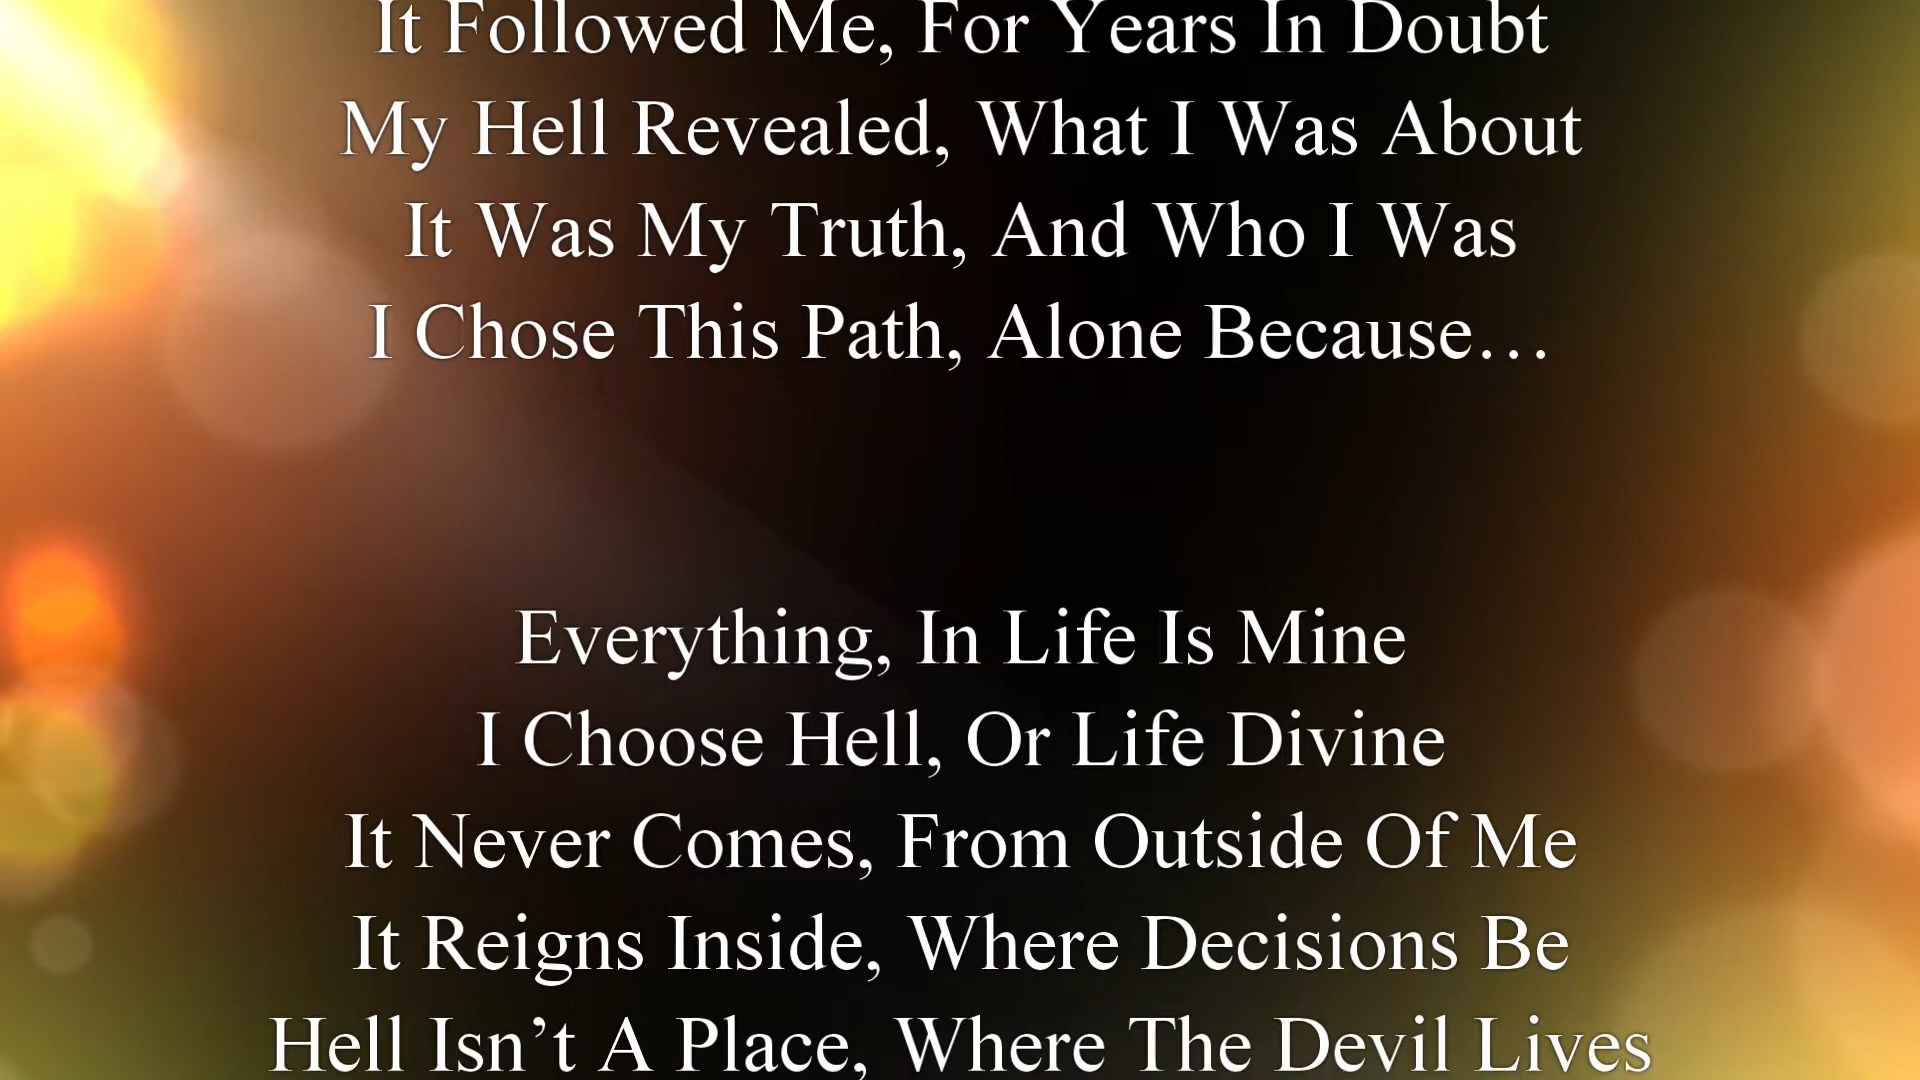 It Followed Me, For Years In Doubt
My Hell Revealed, What I Was About
It Was My Truth, And Who I Was
I Chose This Path, Alone Because…
Everything, In Life Is Mine
I Choose Hell, Or Life Divine
It Never Comes, From Outside Of Me
It Reigns Inside, Where Decisions Be
Hell Isn’t A Place, Where The Devil Lives